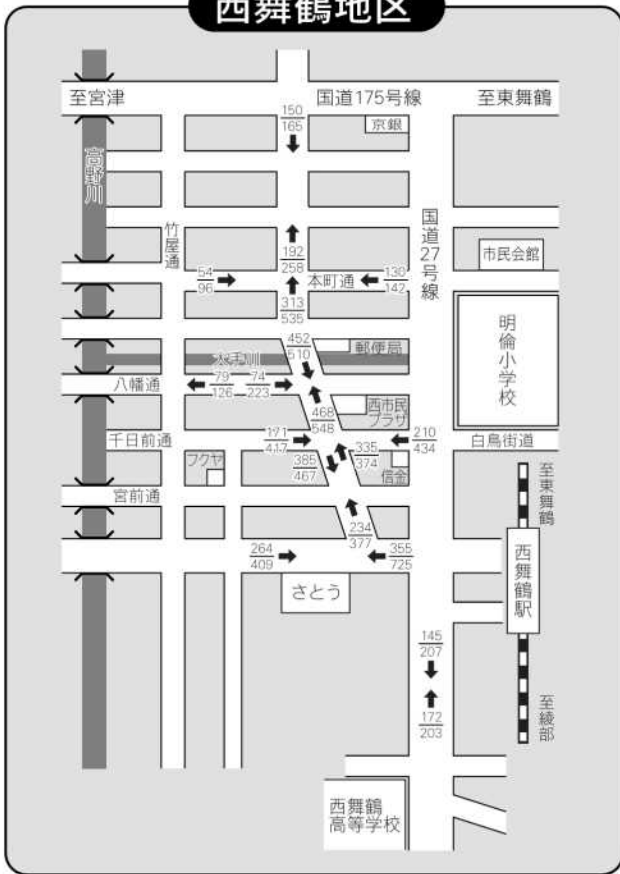 西舞鶴地区
至宮津
国道175号線
至東舞鶴
150
165
京銀
高野川
竹屋通
国道27号線
市民会館
192
258
54
96
本町通
130
142
313
535
明倫小学校
452
510
郵便局
大手川
八幡通
79
126
74
223
468
548
西市民
プラザ
千日前通
171
417
335
374
210
434
白鳥街道
フクヤ
385
467
信金
至東舞鶴
宮前通
234
377
264
409
355
725
さとう
西舞鶴駅
145
207
172
203
至綾部
西舞鶴
高等学校